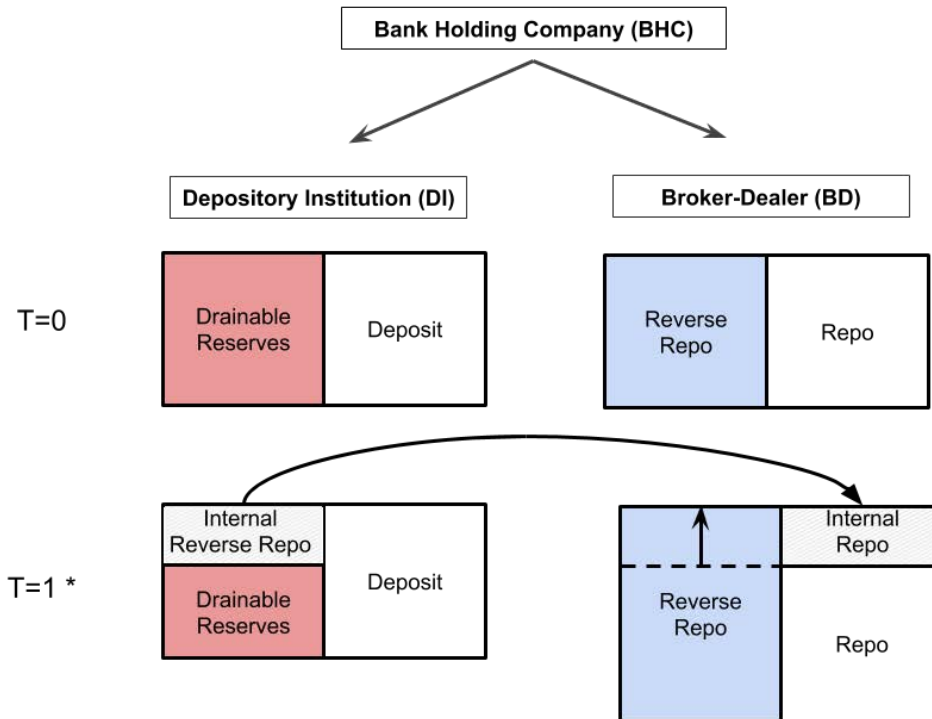 Bank Holding Company (BHC)
Depository Institution (DI)
Broker-Dealer (BD)
T=0
Drainable
Reserves
Deposit
Reverse
Repo
Repo
T=1 *
Internal
Reverse Repo
Drainable
Reserves
Deposit
Reverse
Repo
Internal
Repo
Repo